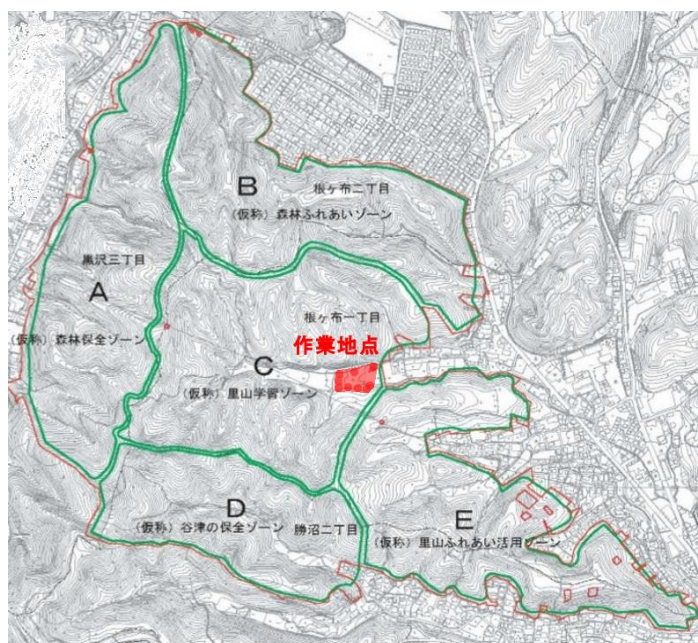 B
根ヶ布二丁目
(仮称)森林ふれあいゾーン
黒沢三丁目
A
(仮称)森林保全ゾーン
根ヶ布一丁目
作業地点
C
(仮称)里山学習ゾーン
D
(仮称)谷津の保全ゾーン
勝沼二丁目
E
(仮称)里山ふれあい活用ゾーン